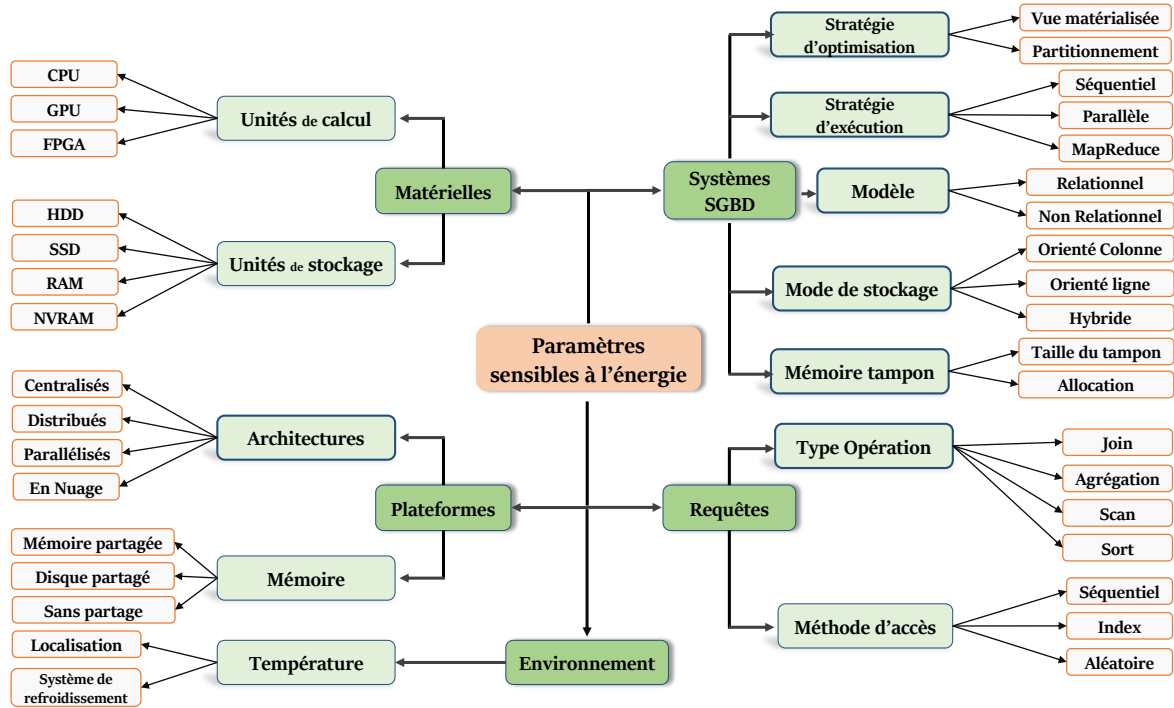 Paramètres
sensibles à l'énergie
Matérielles
Unités de calcul
CPU
GPU
FPGA
Unités de stockage
HDD
SSD
RAM
NVRAM
Plateformes
Architectures
Centralisés
Distribués
Parallélisés
En Nuage
Mémoire
Mémoire partagée
Disque partagé
Sans partage
Environnement
Température
Localisation
Système de
refroidissement
Systèmes
SGBD
Stratégie
d'optimisation
Vue matérialisée
Partitionnement
Stratégie
d'exécution
Séquentiel
Parallèle
MapReduce
Modèle
Relationnel
Non Relationnel
Mode de stockage
Orienté Colonne
Orienté ligne
Hybride
Mémoire tampon
Taille du tampon
Allocation
Requêtes
Type Opération
Join
Agrégation
Scan
Sort
Méthode d'accès
Séquentiel
Index
Aléatoire